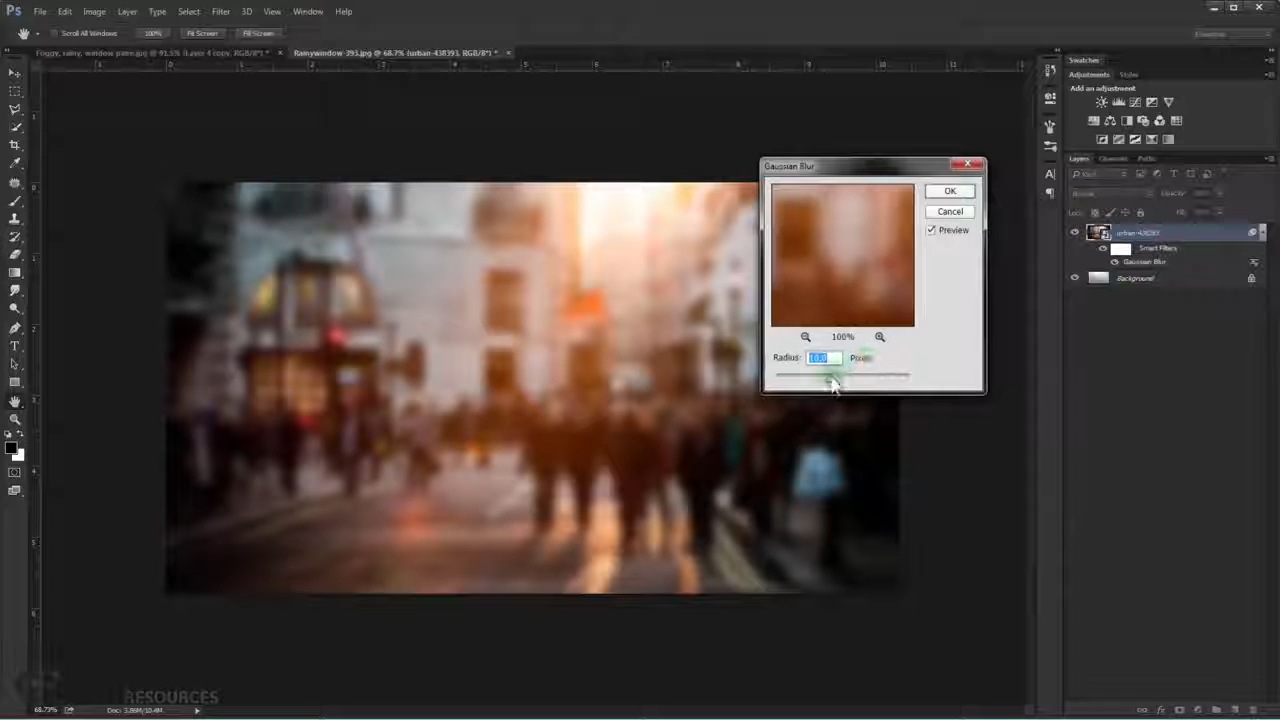 Ps File Edit Image Layer Type Select Filter 3D View Window Help
Scroll All Windows 100% Fit Screen Fill Screen
Foggy, rainy, window pane.jpg @ 91.5% (Layer 4 copy, RGB/8*) * × Rainywindow-393.jpg @ 68.7% (urban-438393, RGB/8*) * ×
Swatches
Adjustments Styles
Add an adjustment
Layers Channels Paths
Kind
Normal Opacity:
Lock: Fill:
urban-438393
Smart Filters
Gaussian Blur
Background
Gaussian Blur
OK
Cancel
Preview
100%
Radius: 10.0 Pixels
RESOURCES
68.73% Doc: 3.86M/10.4M